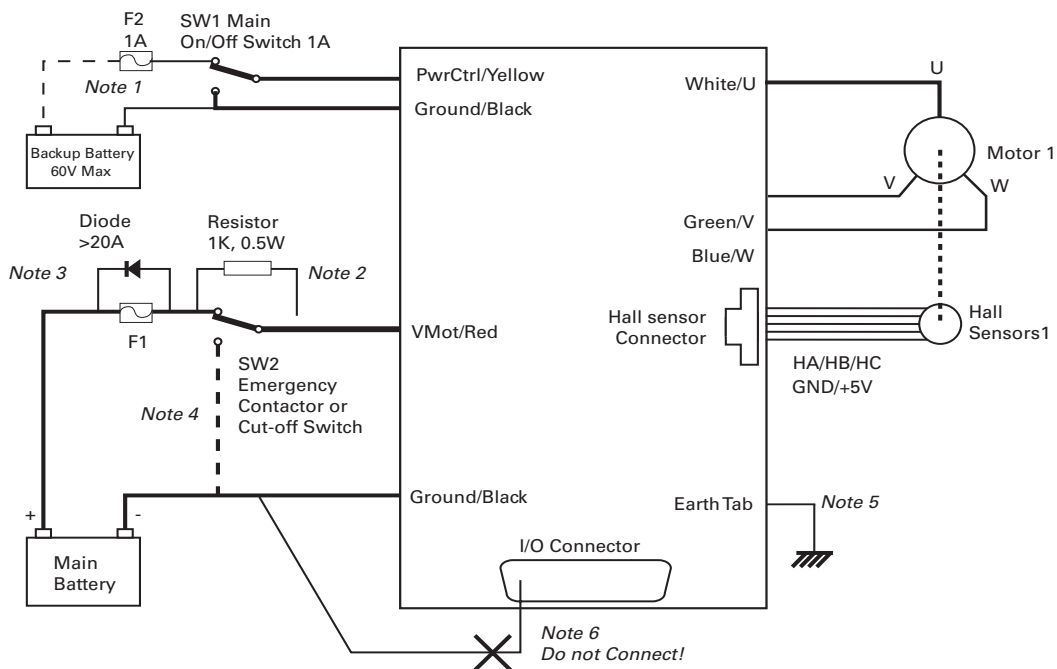 F2
1A
SW1 Main
On/Off Switch 1A
Note 1
Backup Battery
60V Max
PwrCtrl/Yellow
Ground/Black
White/U
U
Motor 1
V
W
Green/V
Blue/W
Diode
>20A
Resistor
1K, 0.5W
Note 3
Note 2
F1
VMot/Red
Hall sensor
Connector
Hall
Sensors1
HA/HB/HC
GND/+5V
SW2
Emergency
Contactor or
Cut-off Switch
Note 4
Ground/Black
Earth Tab
Note 5
+
-
Main
Battery
I/O Connector
Note 6
Do not Connect!